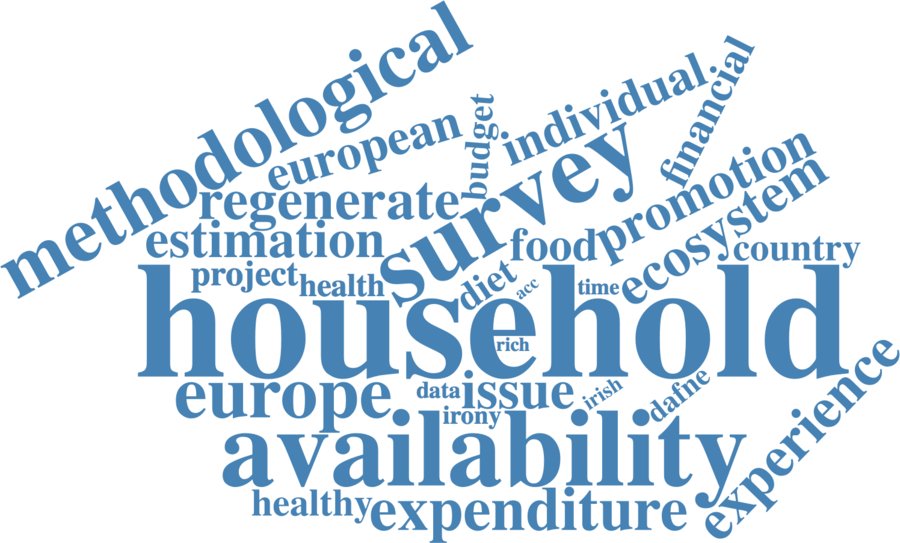 methodological
european
budget
individual
financial
survey
regenerate
promotion
estimation
food
ecosystem
country
project
health
diet
acc
time
household
rich
europe
data
issue
irish
dafne
irony
experience
availability
healthy
expenditure